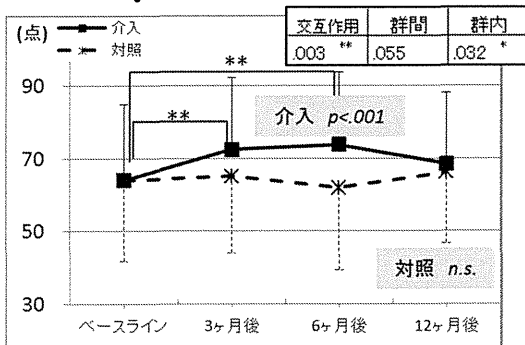 (点)
介入
対照
交互作用 群間 群内
.003 ** .055 .032 *
90
**
介入 p<.001
**
70
50
対照 n.s.
30
ベースライン 3ヶ月後 6ヶ月後 12ヶ月後